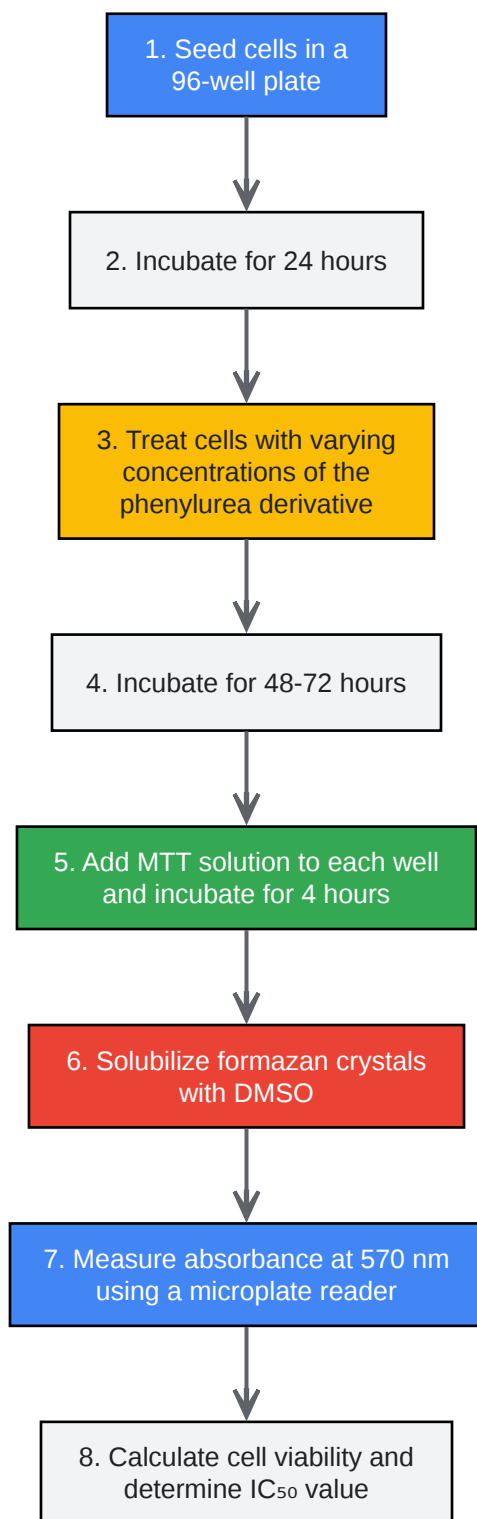 1. Seed cells in a
96-well plate
2. Incubate for 24 hours
3. Treat cells with varying
concentrations of the
phenylurea derivative
4. Incubate for 48-72 hours
5. Add MTT solution to each well
and incubate for 4 hours
6. Solubilize formazan crystals
with DMSO
7. Measure absorbance at 570 nm
using a microplate reader
8. Calculate cell viability and
determine IC₅₀ value